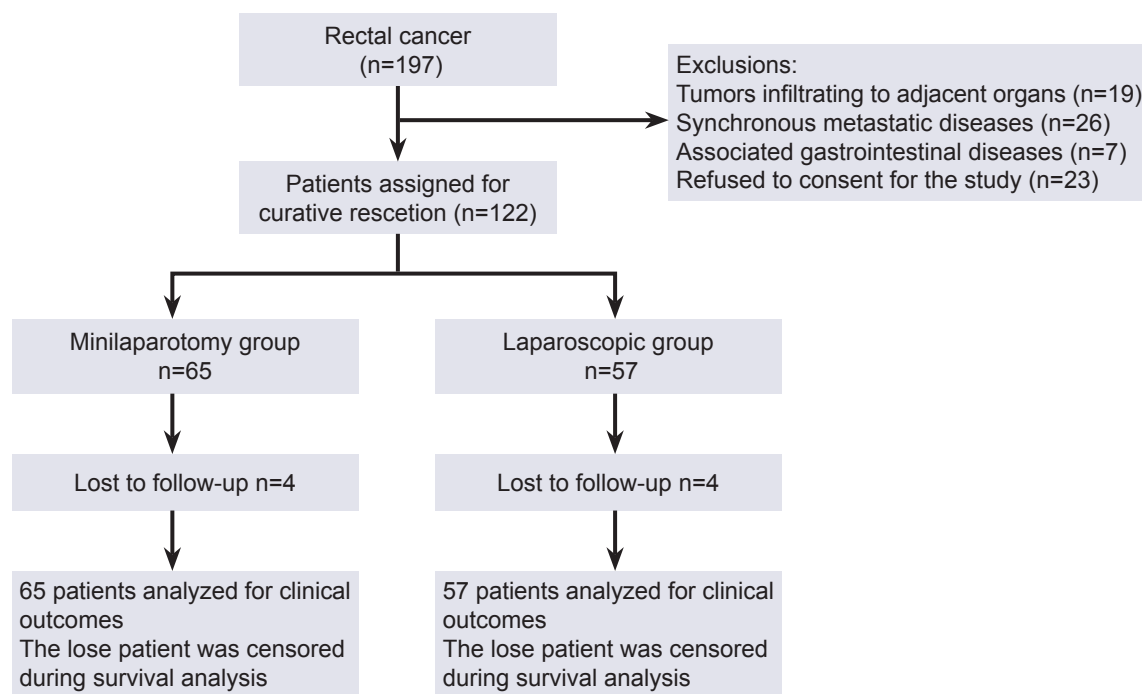 Rectal cancer
(n=197)
Exclusions:
Tumors infiltrating to adjacent organs (n=19)
Synchronous metastatic diseases (n=26)
Associated gastrointestinal diseases (n=7)
Refused to consent for the study (n=23)
Patients assigned for
curative rescetion (n=122)
Minilaparotomy group
n=65
Laparoscopic group
n=57
Lost to follow-up n=4
Lost to follow-up n=4
65 patients analyzed for clinical
outcomes
The lose patient was censored
during survival analysis
57 patients analyzed for clinical
outcomes
The lose patient was censored
during survival analysis